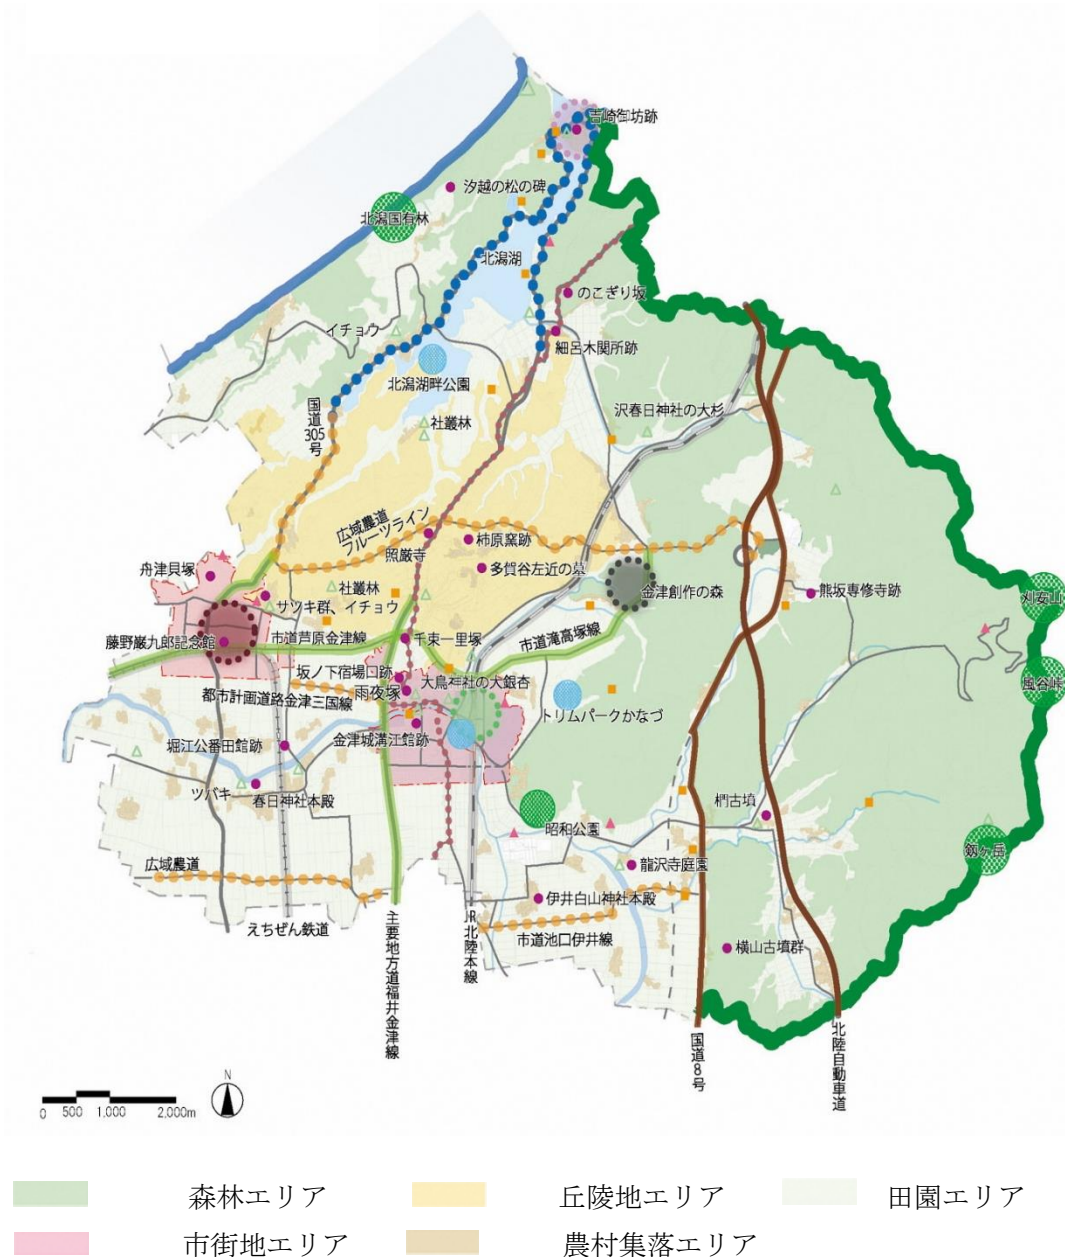 吉崎御坊跡
汐越の松の碑
北潟国有林
北潟湖
のこぎり坂
イチョウ
細呂木関所跡
北潟湖畔公園
国道305号
社叢林
沢春日神社の大杉
広域農道
フルーツライン
照厳寺
柿原窯跡
多賀谷左近の墓
舟津貝塚
社叢林
サツキ群、イチョウ
金津創作の森
熊坂専修寺跡
刈安山
藤野厳九郎記念館
市道芦原金津線
千束一里塚
市道滝高塚線
坂ノ下宿場口跡
大鳥神社の大銀杏
風谷峠
都市計画道路金津三国線
雨夜塚
トリムパークかなづ
金津城溝江館跡
堀江公番田館跡
ツバキ
春日神社本殿
椚古墳
昭和公園
釼ヶ岳
広域農道
龍沢寺庭園
伊井白山神社本殿
えちぜん鉄道
主要地方道福井金津線
JR北陸本線
市道池口伊井線
横山古墳群
国道8号
北陸自動車道
N
0 500 1,000 2,000m
森林エリア 丘陵地エリア 田園エリア
市街地エリア 農村集落エリア